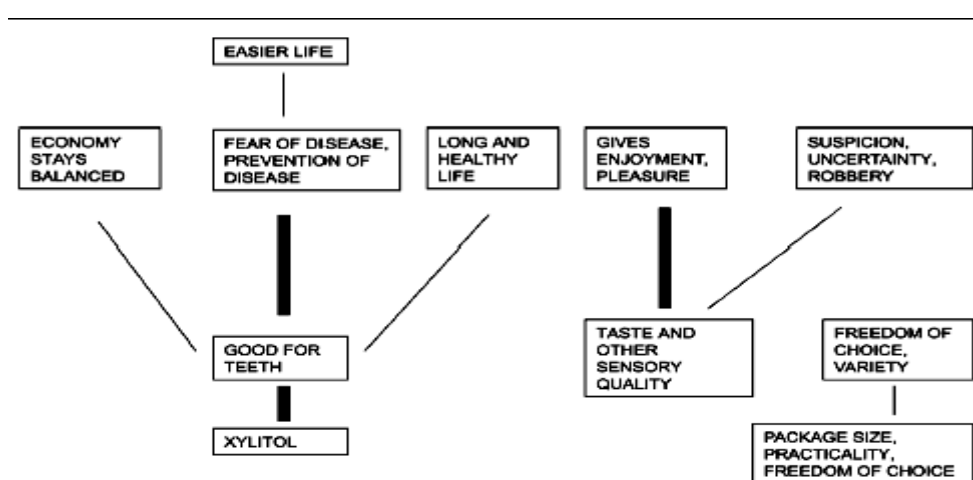 EASIER LIFE
ECONOMY
STAYS
BALANCED
FEAR OF DISEASE,
PREVENTION OF
DISEASE
LONG AND
HEALTHY
LIFE
GIVES
ENJOYMENT,
PLEASURE
SUSPICION,
UNCERTAINTY,
ROBBERY
GOOD FOR
TEETH
TASTE AND
OTHER
SENSORY
QUALITY
FREEDOM OF
CHOICE,
VARIETY
XYLITOL
PACKAGE SIZE,
PRACTICALITY,
FREEDOM OF CHOICE